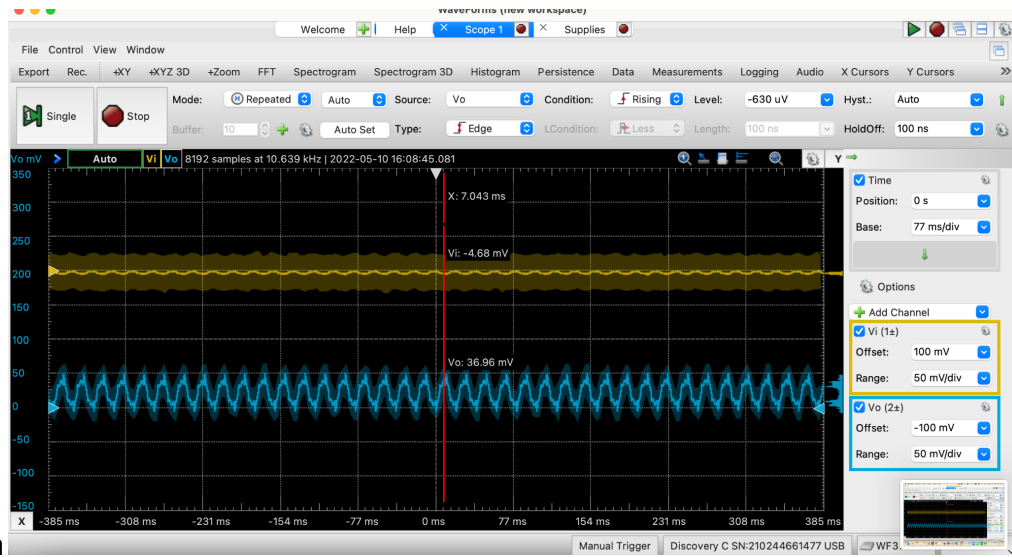 WaveForms (new workspace)
Welcome Help Scope 1 Supplies
File Control View Window
Export Rec. +XY +XYZ 3D +Zoom FFT Spectrogram Spectrogram 3D Histogram Persistence Data Measurements Logging Audio X Cursors Y Cursors »
Single Stop Mode: Repeated Auto Source: Vo Condition: Rising Level: -630 uV Hyst.: Auto
Buffer: 10 Auto Set Type: Edge LCondition: Less Length: 100 ns HoldOff: 100 ns
Vo mV Auto Vi Vo 8192 samples at 10.639 kHz | 2022-05-10 16:08:45.081 Y
350
300
250
200
150
100
50
0
-50
-100
-150
X: 7.043 ms
Vi: -4.68 mV
Vo: 36.96 mV
X -385 ms -308 ms -231 ms -154 ms -77 ms 0 ms 77 ms 154 ms 231 ms 308 ms 385 ms
Time
Position: 0 s
Base: 77 ms/div
Options
Add Channel
Vi (1±)
Offset: 100 mV
Range: 50 mV/div
Vo (2±)
Offset: -100 mV
Range: 50 mV/div
Manual Trigger Discovery C SN:210244661477 USB WF3.